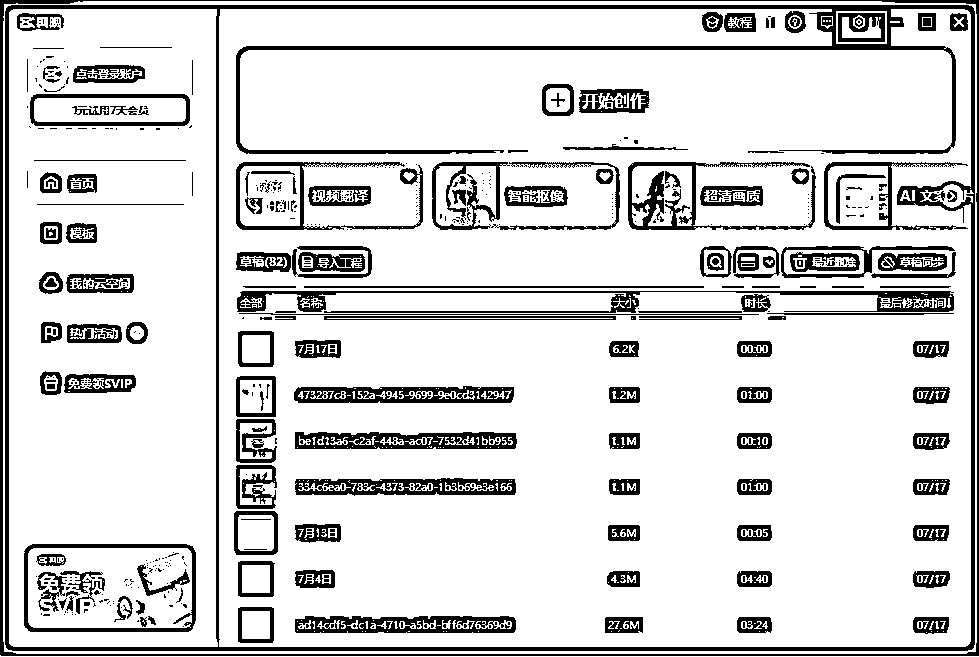 剪映
教程
点击登录账户
1元试用7天会员
开始创作
首页
模板
我的云空间
热门活动
免费领SVIP
视频翻译
智能抠像
超清画质
AI 文
草稿(82)
导入工程
最近删除
草稿同步
全部 名称 大小 时长 最后修改时间
7月17日 6.2K 00:00 07/17
473287c8-152a-4945-9699-9e0cd3142947 1.2M 01:00 07/17
be1d13a6-c2af-448a-ac07-7532d41bb955 1.1M 00:10 07/17
334c6ea0-783c-4373-82a0-1b3b69e3e166 1.1M 01:00 07/17
7月13日 5.6M 00:05 07/17
7月4日 4.3M 04:40 07/17
ad14cdf5-dc1a-4710-a5bd-bff6d76369d9 27.6M 03:24 07/17
剪映
免费领
SVIP